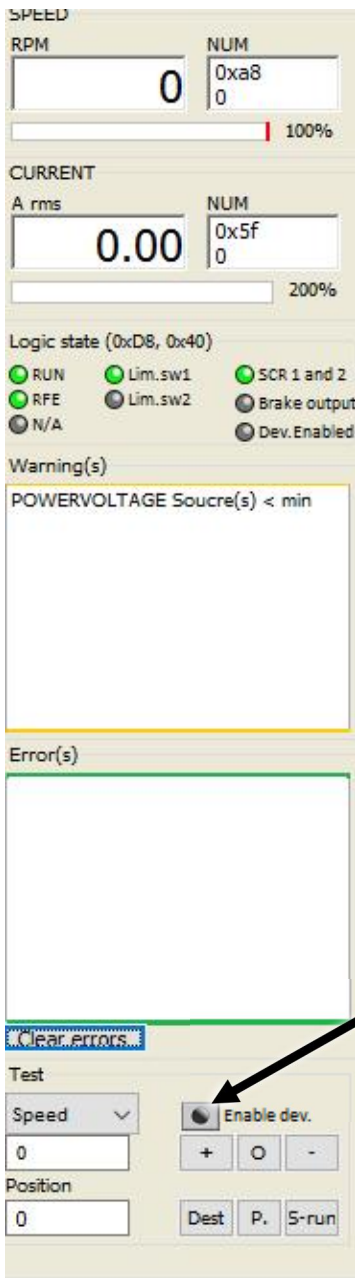 SPEED
RPM NUM
0 0xa8
0
100%
CURRENT
A rms NUM
0.00 0x5f
0
200%
Logic state (0xD8, 0x40)
RUN Lim.sw1 SCR 1 and 2
RFE Lim.sw2 Brake output
N/A Dev.Enabled
Warning(s)
POWERVOLTAGE Soucre(s) < min
Error(s)
Clear errors
Test
Speed Enable dev.
0 + O -
Position
0 Dest P. S-run